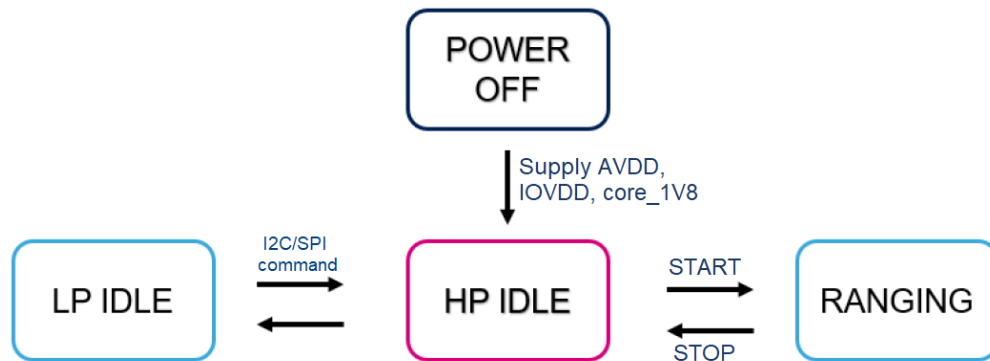 POWER
OFF
Supply AVDD,
IOVDD, core_1V8
I2C/SPI
command
LP IDLE
HP IDLE
START
STOP
RANGING